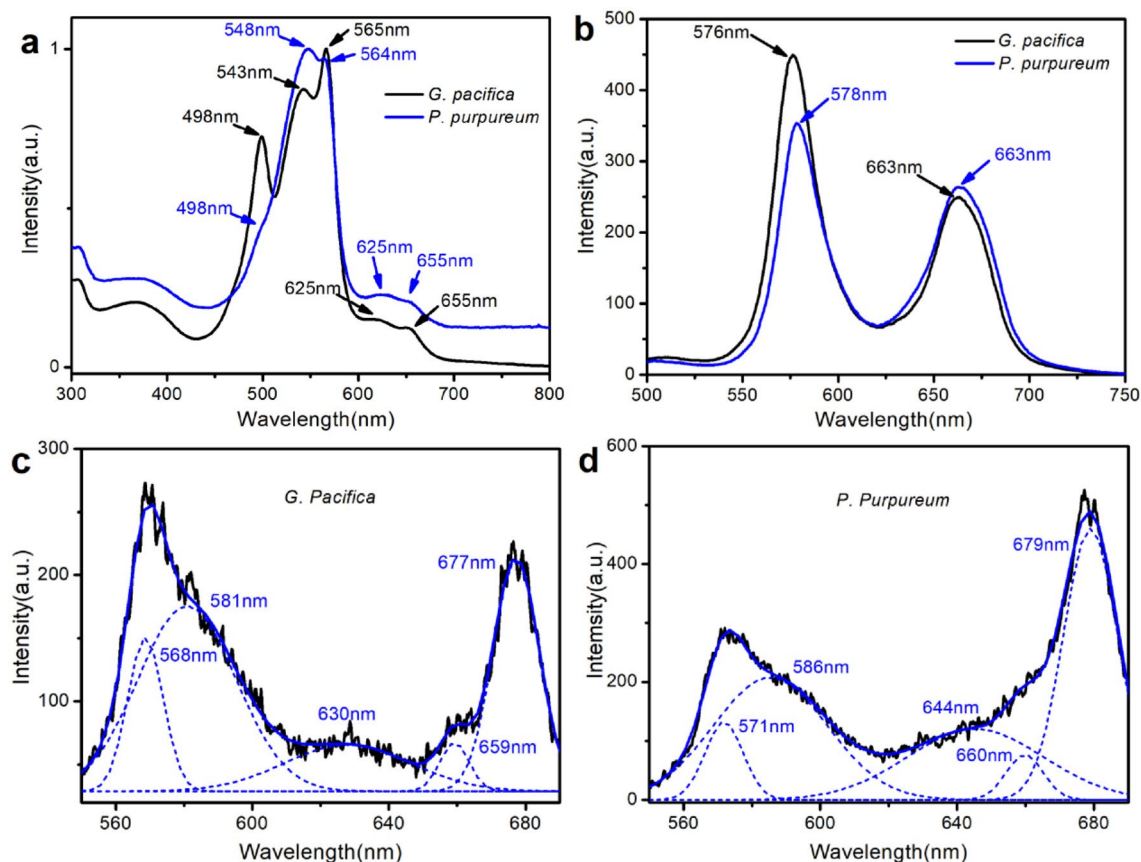 a
548nm
565nm
564nm
543nm
498nm
498nm
625nm
655nm
625nm
655nm
G. pacifica
P. purpureum
Intensity(a.u.)
1
0
300 400 500 600 700 800
Wavelength(nm)
b
576nm
578nm
663nm
663nm
G. pacifica
P. purpureum
Intensity(a.u.)
500
400
300
200
100
0
500 550 600 650 700 750
Wavelength(nm)
c
G. Pacifica
677nm
581nm
568nm
630nm
659nm
Intemsity(a.u.)
300
200
100
560 600 640 680
Wavelength(nm)
d
P. Purpureum
679nm
586nm
571nm
644nm
660nm
Intemsity(a.u.)
600
400
200
0
560 600 640 680
Wavelength(nm)